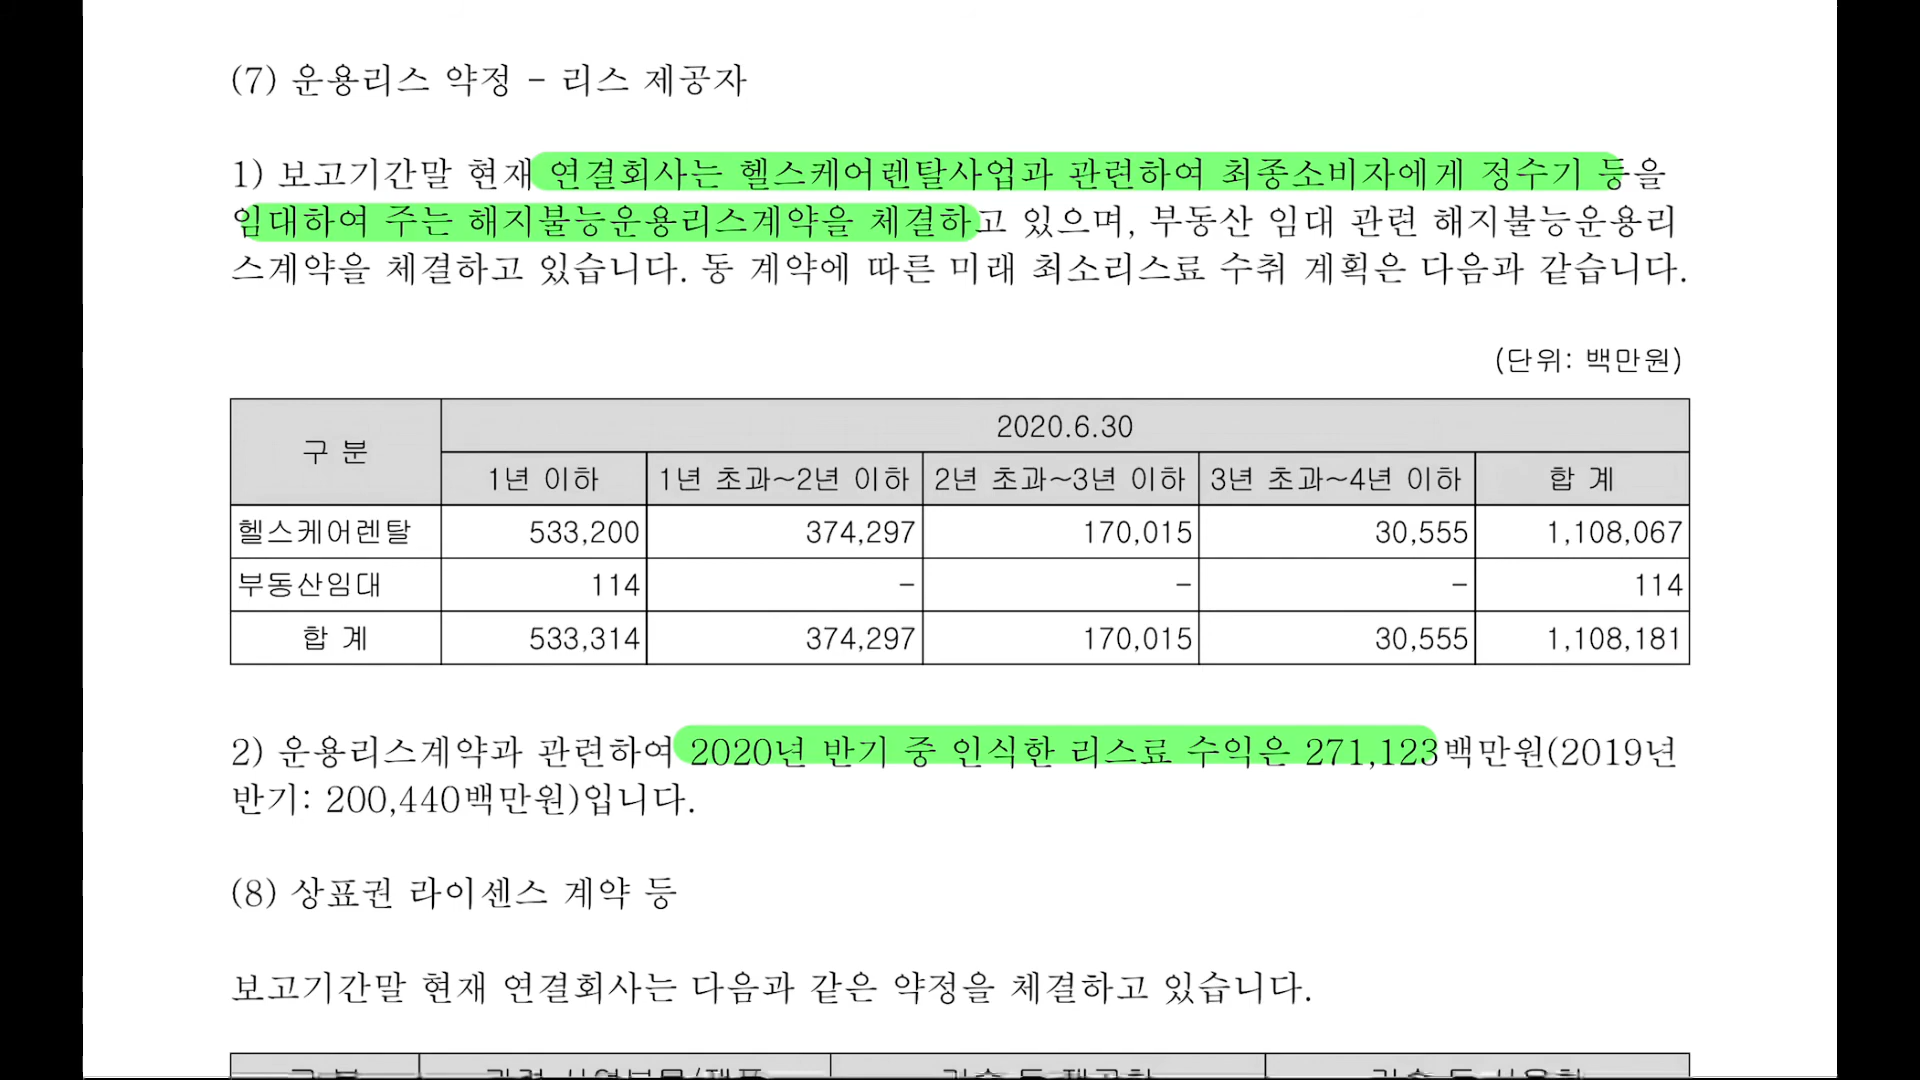 (7) 운용리스 약정 - 리스 제공자
1) 보고기간말 현재 연결회사는 헬스케어렌탈사업과 관련하여 최종소비자에게 정수기 등을
임대하여 주는 해지불능운용리스계약을 체결하고 있으며, 부동산 임대 관련 해지불능운용리
스계약을 체결하고 있습니다. 동 계약에 따른 미래 최소리스료 수취 계획은 다음과 같습니다.
(단위: 백만원)
구 분 2020.6.30
1년 이하 1년 초과~2년 이하 2년 초과~3년 이하 3년 초과~4년 이하 합 계
헬스케어렌탈 533,200 374,297 170,015 30,555 1,108,067
부동산임대 114 - - - 114
합 계 533,314 374,297 170,015 30,555 1,108,181
2) 운용리스계약과 관련하여 2020년 반기 중 인식한 리스료 수익은 271,123백만원(2019년
반기: 200,440백만원)입니다.
(8) 상표권 라이센스 계약 등
보고기간말 현재 연결회사는 다음과 같은 약정을 체결하고 있습니다.